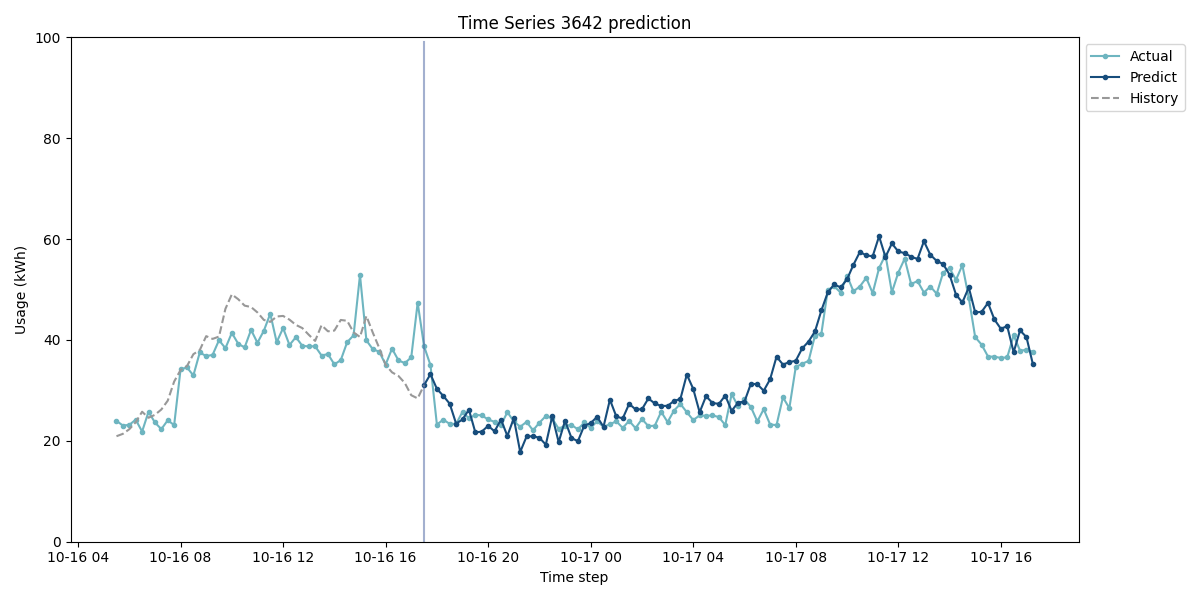 Time Series 3642 prediction
100
80
60
40
20
0
Usage (kWh)
10-16 04
10-16 08
10-16 12
10-16 16
10-16 20
10-17 00
10-17 04
10-17 08
10-17 12
10-17 16
Time step
Actual
Predict
History